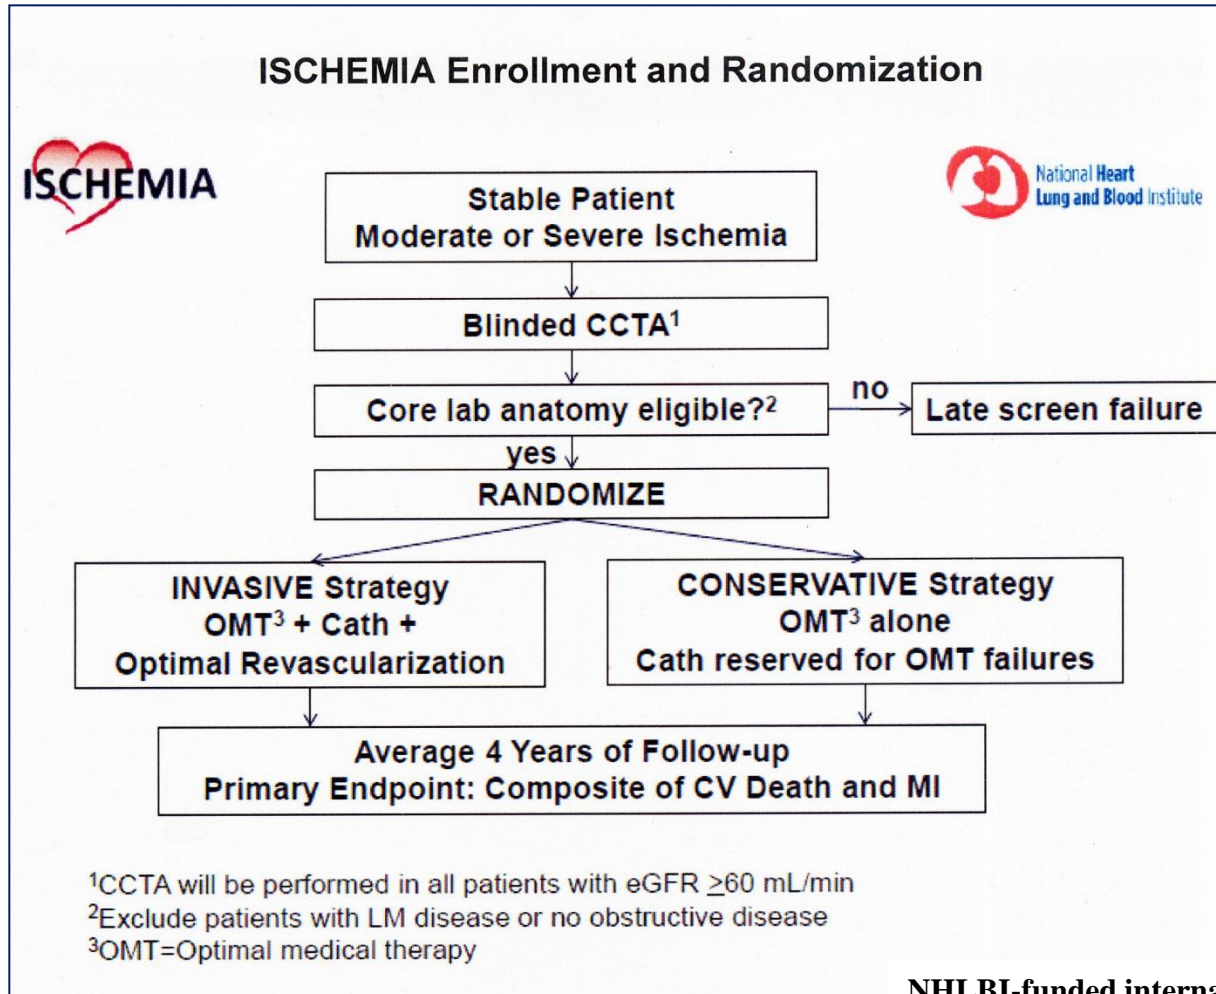 ISCHEMIA Enrollment and Randomization
ISCHEMIA
National Heart
Lung and Blood Institute
Stable Patient
Moderate or Severe Ischemia
Blinded CCTA¹
Core lab anatomy eligible?²
no
Late screen failure
yes
RANDOMIZE
INVASIVE Strategy
OMT³ + Cath +
Optimal Revascularization
CONSERVATIVE Strategy
OMT³ alone
Cath reserved for OMT failures
Average 4 Years of Follow-up
Primary Endpoint: Composite of CV Death and MI
¹CCTA will be performed in all patients with eGFR ≥60 mL/min
²Exclude patients with LM disease or no obstructive disease
³OMT=Optimal medical therapy
NHLBI-funded